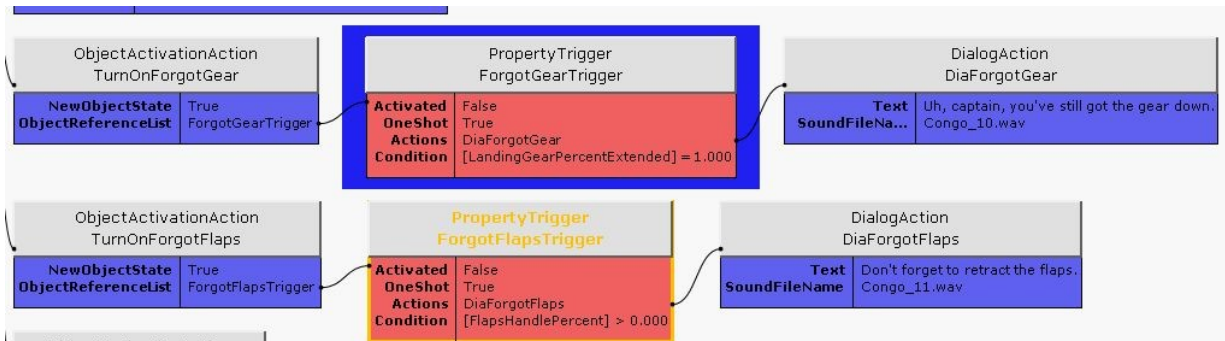 ObjectActivationAction
TurnOnForgotGear
NewObjectState True
ObjectReferenceList ForgotGearTrigger
PropertyTrigger
ForgotGearTrigger
Activated False
OneShot True
Actions DiaForgotGear
Condition [LandingGearPercentExtended] = 1.000
DialogAction
DiaForgotGear
Text Uh, captain, you've still got the gear down.
SoundFileNa... Congo_10.wav
ObjectActivationAction
TurnOnForgotFlaps
NewObjectState True
ObjectReferenceList ForgotFlapsTrigger
PropertyTrigger
ForgotFlapsTrigger
Activated False
OneShot True
Actions DiaForgotFlaps
Condition [FlapsHandlePercent] > 0.000
DialogAction
DiaForgotFlaps
Text Don't forget to retract the flaps.
SoundFileName Congo_11.wav